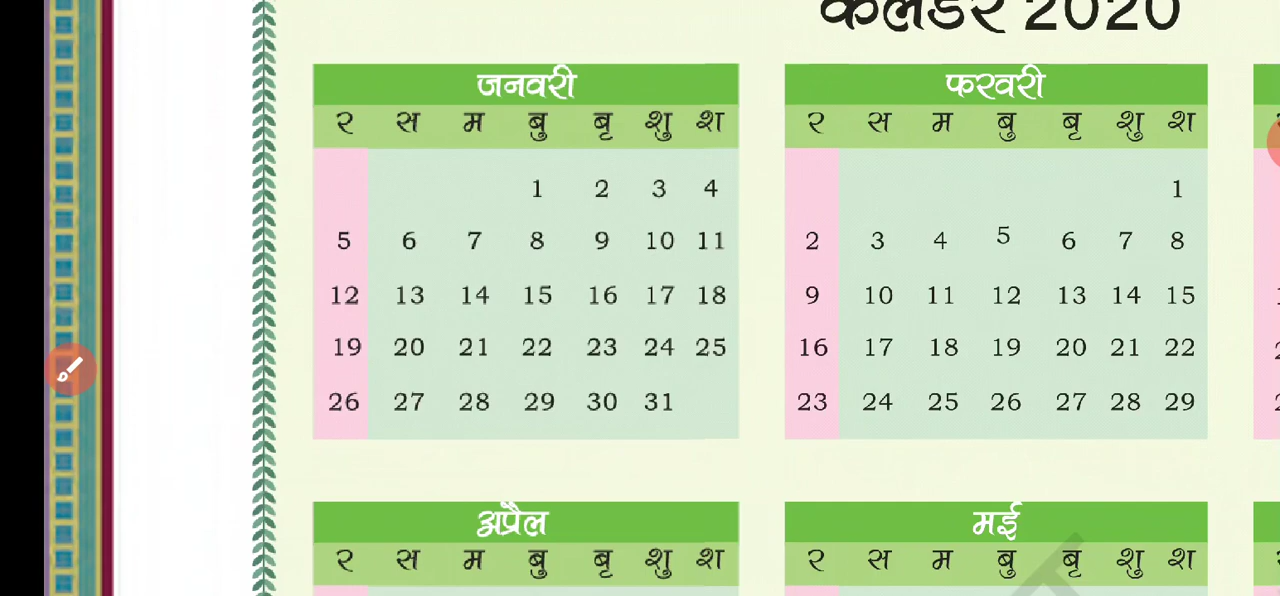 कैलेंडर 2020
जनवरी
र स म बु बृ शु श
1 2 3 4
5 6 7 8 9 10 11
12 13 14 15 16 17 18
19 20 21 22 23 24 25
26 27 28 29 30 31
फरवरी
र स म बु बृ शु श
1
2 3 4 5 6 7 8
9 10 11 12 13 14 15
16 17 18 19 20 21 22
23 24 25 26 27 28 29
अप्रैल
र स म बु बृ शु श
मई
र स म बु बृ शु श